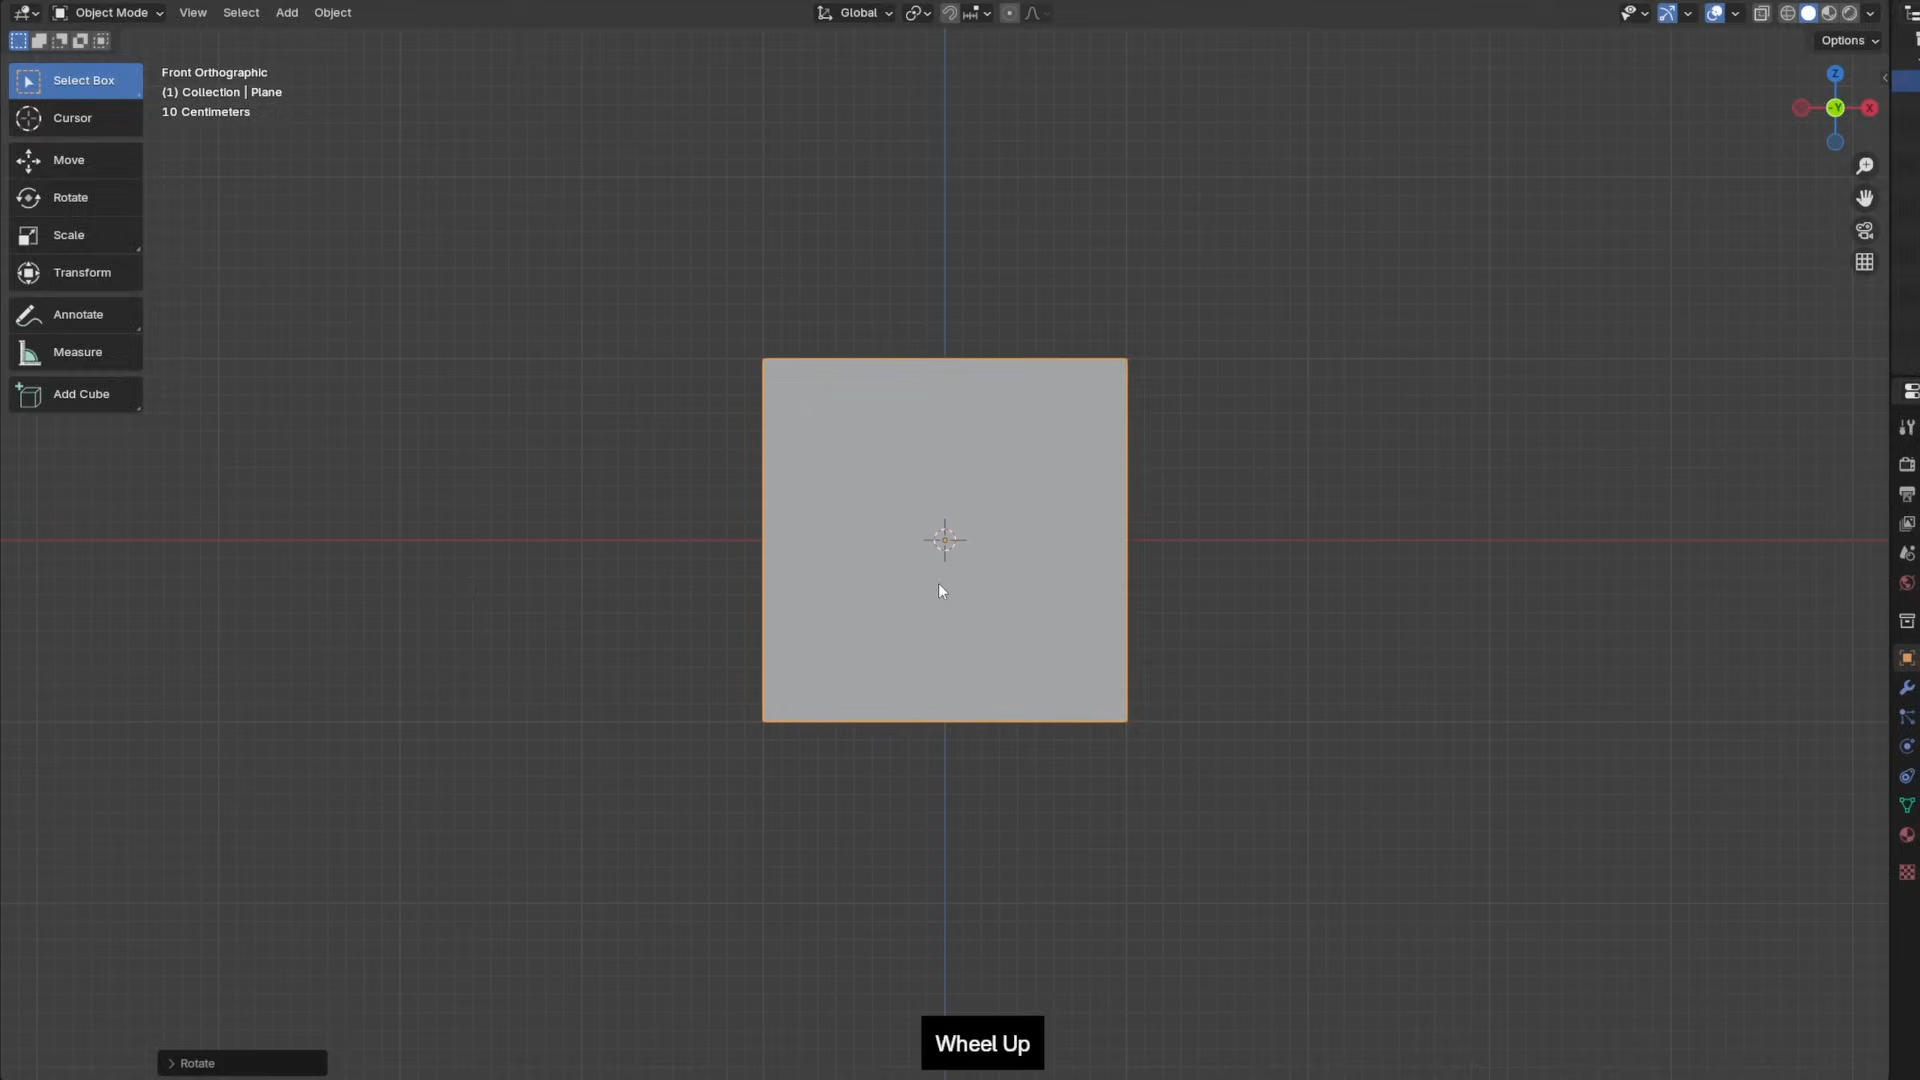 Object Mode View Select Add Object Global
Options
Select Box
Front Orthographic
(1) Collection | Plane
10 Centimeters
Z
-Y
X
Cursor
Move
Rotate
Scale
Transform
Annotate
Measure
Add Cube
Wheel Up
Rotate